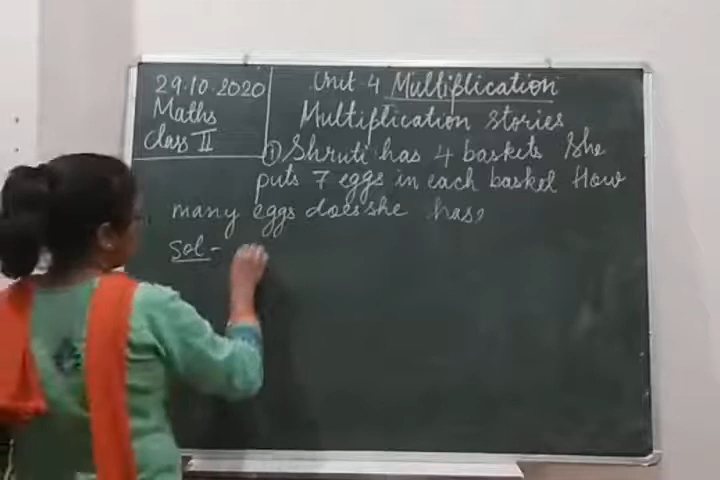 29.10.2020
Maths
Class II
Unit 4 Multiplication
Multiplication stories
① Shruti has 4 baskets She
puts 7 eggs in each basket How
many eggs does she has?
Sol-